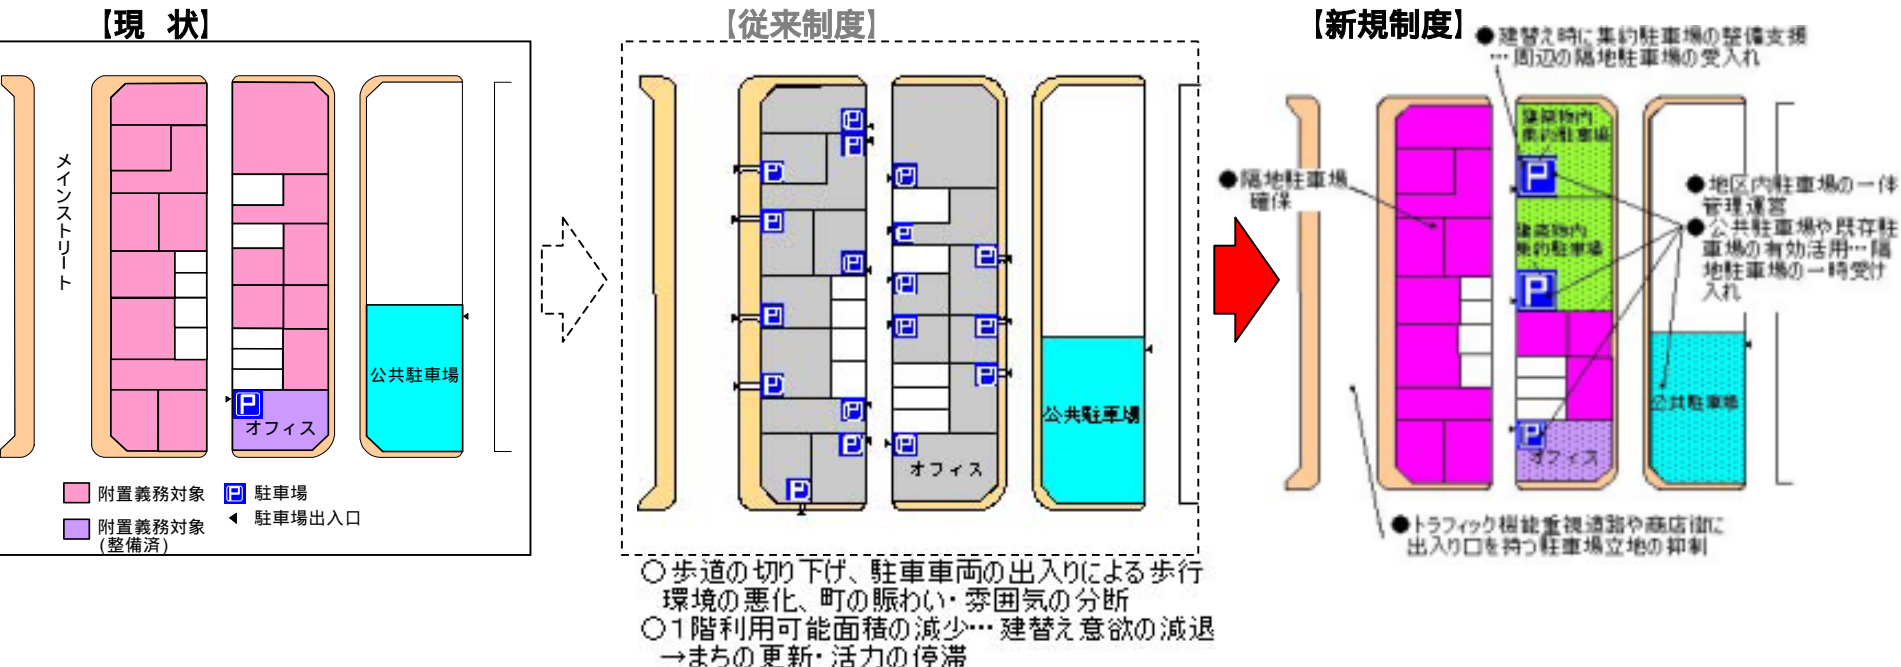 【現 状】
メインストリート
公共駐車場
オフィス
附置義務対象
駐車場
附置義務対象
(整備済)
駐車場出入口
【従来制度】
公共駐車場
オフィス
○歩道の切り下げ、駐車車両の出入りによる歩行
環境の悪化、町の賑わい・雰囲気の分断
○1階利用可能面積の減少…建替え意欲の減退
→まちの更新・活力の停滞
【新規制度】
●建替え時に集約駐車場の整備支援
…周辺の隔地駐車場の受入れ
建築物内
集約駐車場
●隔地駐車場
確保
●地区内駐車場の一体
管理運営
●公共駐車場や既存駐
車場の有効活用…隔
地駐車場の一時受け
入れ
建築物内
集約駐車場
公共駐車場
オフィス
●トラフィック機能重視道路や商店街に
出入り口を持つ駐車場立地の抑制